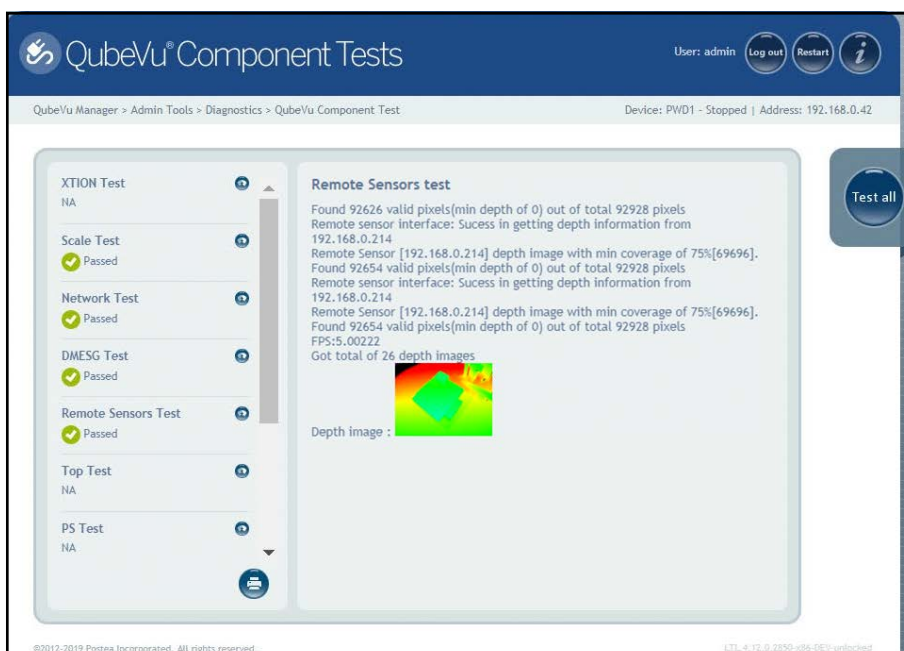 QubeVu® Component Tests
User: admin
Log out
Restart
i
QubeVu Manager > Admin Tools > Diagnostics > QubeVu Component Test
Device: PWD1 - Stopped | Address: 192.168.0.42
XTION Test
NA
Scale Test
Passed
Network Test
Passed
DMESG Test
Passed
Remote Sensors Test
Passed
Top Test
NA
PS Test
NA
Remote Sensors test
Found 92626 valid pixels(min depth of 0) out of total 92928 pixels
Remote sensor interface: Sucess in getting depth information from
192.168.0.214
Remote Sensor [192.168.0.214] depth image with min coverage of 75%[69696].
Found 92654 valid pixels(min depth of 0) out of total 92928 pixels
Remote sensor interface: Sucess in getting depth information from
192.168.0.214
Remote Sensor [192.168.0.214] depth image with min coverage of 75%[69696].
Found 92654 valid pixels(min depth of 0) out of total 92928 pixels
FPS:5.00222
Got total of 26 depth images
Depth image :
Test all
©2012-2019 Postea Incorporated. All rights reserved.
LTL 4.12.0.2850-x86-DEV-unlocked